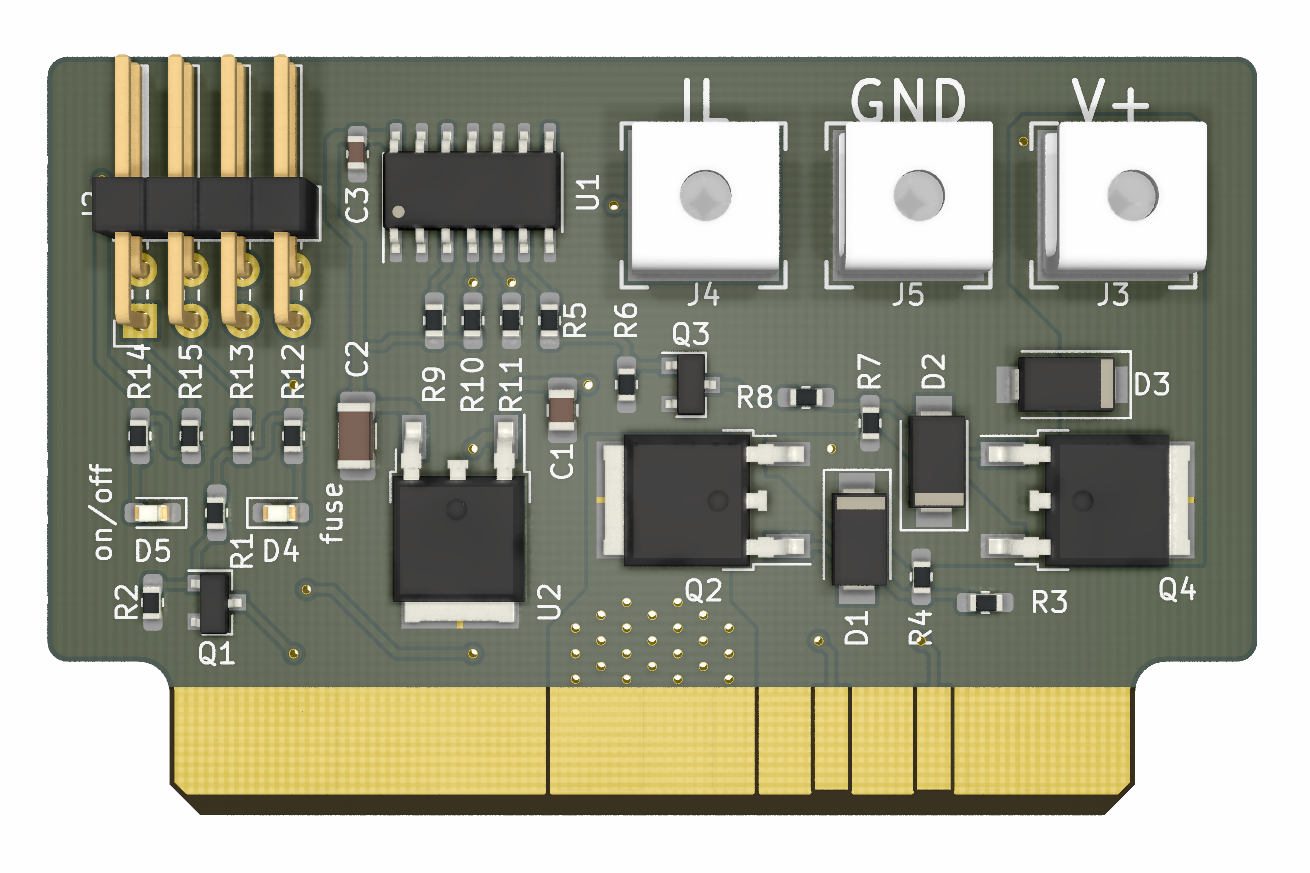 IL GND V+
J2
C3
U1
J4 J5 J3
R14 R15 R13 R12
C2
R9 R10 R11 R5
R6
Q3
R8
R7
D2
D3
C1
on/off
D5
R1
D4
fuse
U2
Q2
D1
R4
R3
Q4
R2
Q1